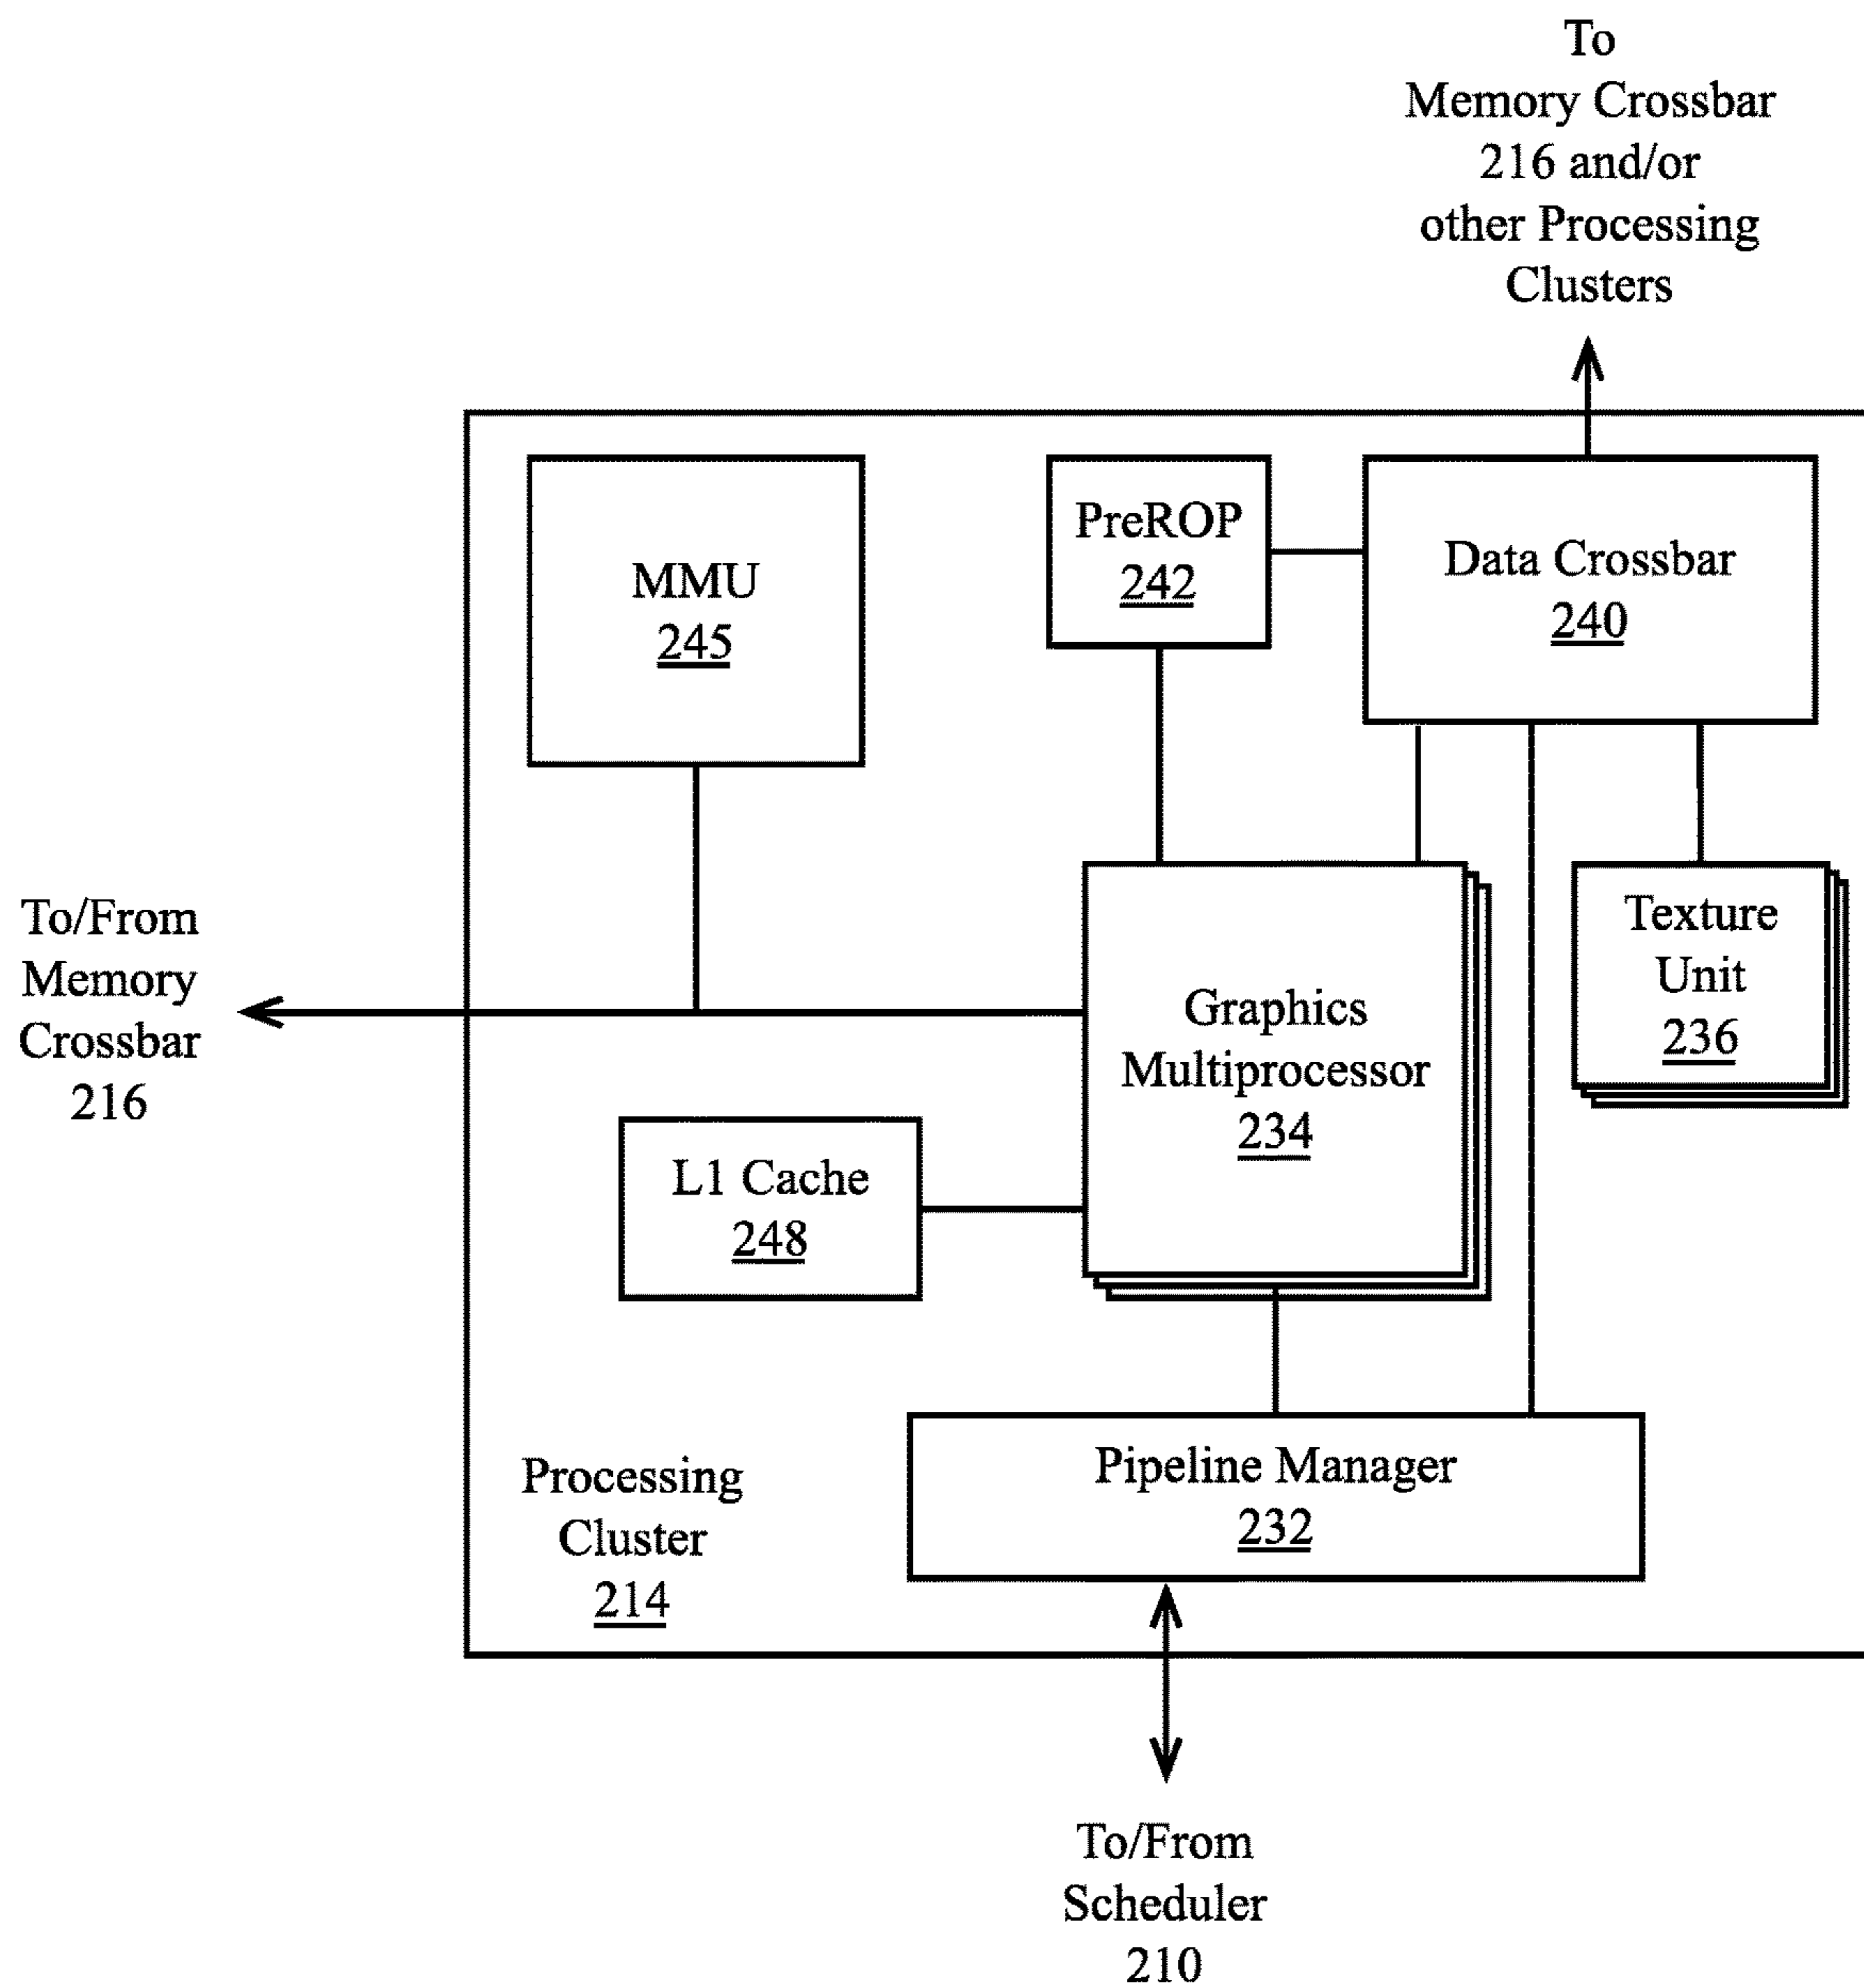 To
Memory Crossbar
216 and/or
other Processing
Clusters
MMU
245
PreROP
242
Data Crossbar
240
To/From
Memory
Crossbar
216
Graphics
Multiprocessor
234
Texture
Unit
236
L1 Cache
248
Processing
Cluster
214
Pipeline Manager
232
To/From
Scheduler
210